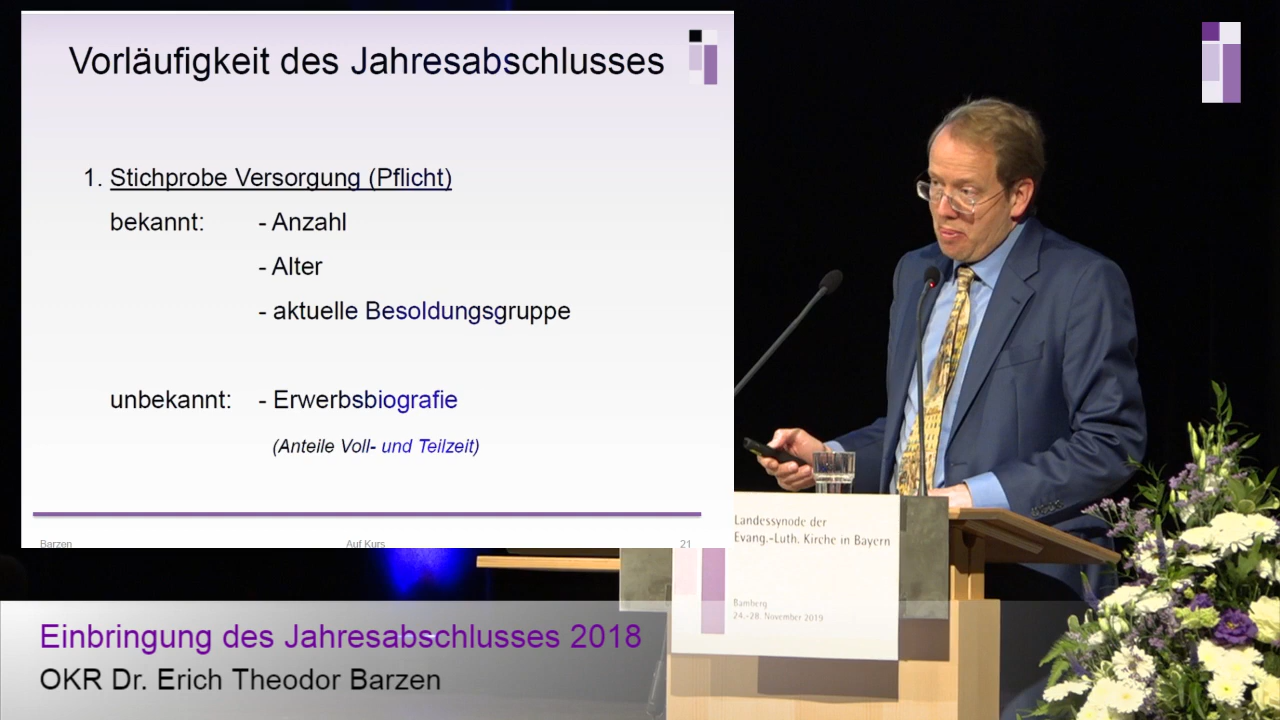 Vorläufigkeit des Jahresabschlusses
1. Stichprobe Versorgung (Pflicht)
bekannt: - Anzahl
- Alter
- aktuelle Besoldungsgruppe
unbekannt: - Erwerbsbiografie
(Anteile Voll- und Teilzeit)
Barzen Auf Kurs 21
Landessynode der
Evang.-Luth. Kirche in Bayern
Bamberg
24.-28. November 2019
Einbringung des Jahresabschlusses 2018
OKR Dr. Erich Theodor Barzen